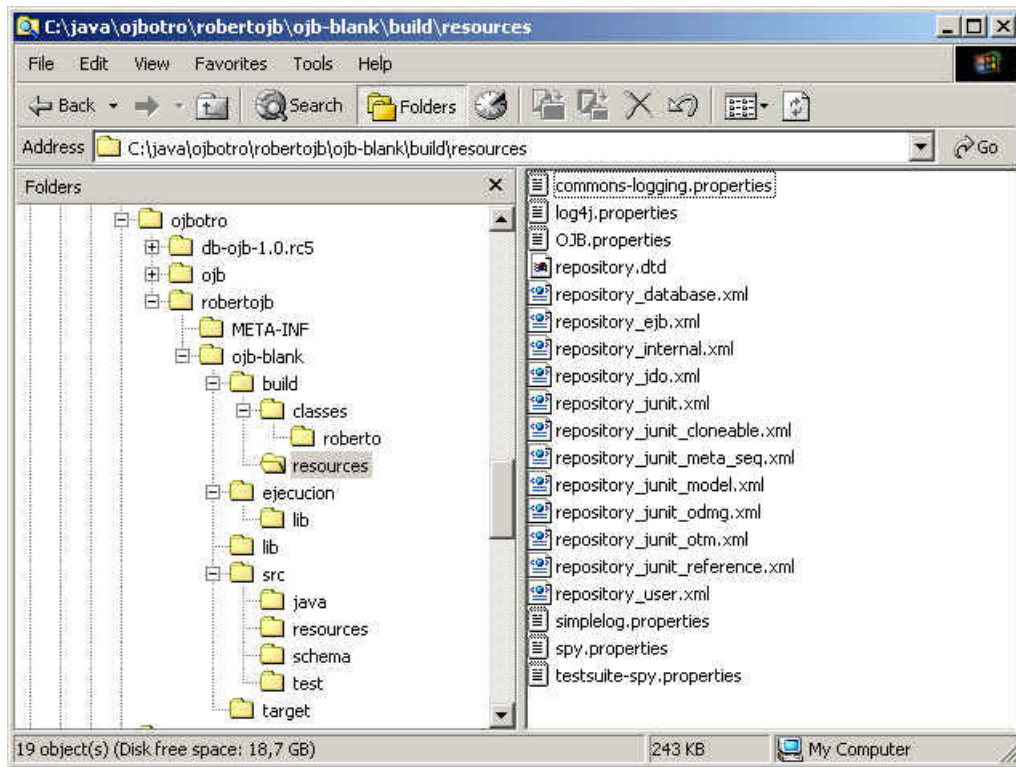 C:\java\ojbotro\robertojb\ojb-blank\build\resources
File Edit View Favorites Tools Help
Back Search Folders
Address C:\java\ojbotro\robertojb\ojb-blank\build\resources Go
Folders
ojbotro
db-ojb-1.0.rc5
ojb
robertojb
META-INF
ojb-blank
build
classes
roberto
resources
ejecucion
lib
lib
src
java
resources
schema
test
target
commons-logging.properties
log4j.properties
OJB.properties
repository.dtd
repository_database.xml
repository_ejb.xml
repository_internal.xml
repository_jdo.xml
repository_junit.xml
repository_junit_cloneable.xml
repository_junit_meta_seq.xml
repository_junit_model.xml
repository_junit_odmg.xml
repository_junit_otm.xml
repository_junit_reference.xml
repository_user.xml
simplelog.properties
spy.properties
testsuite-spy.properties
19 object(s) (Disk free space: 18,7 GB) 243 KB My Computer